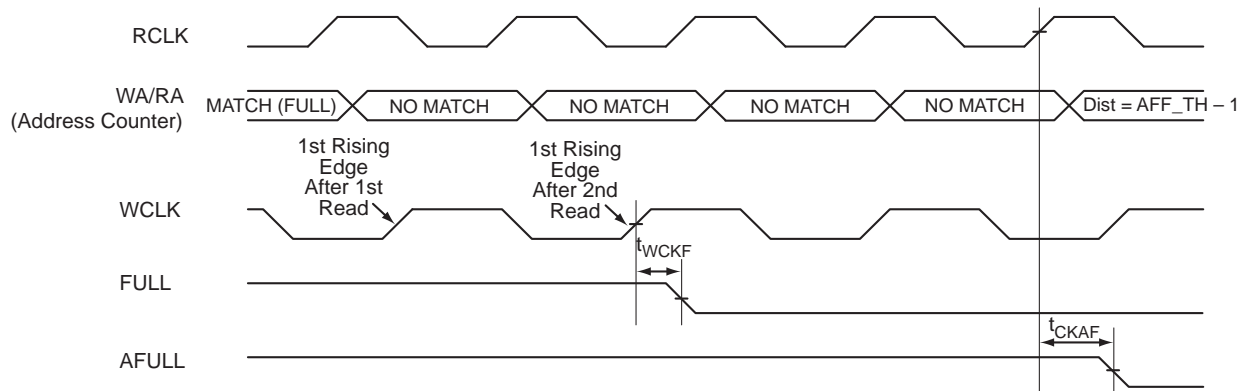 RCLK
WA/RA
(Address Counter)
MATCH (FULL)
NO MATCH
NO MATCH
NO MATCH
NO MATCH
Dist = AFF_TH – 1
1st Rising
Edge
After 1st
Read
1st Rising
Edge
After 2nd
Read
WCLK
tWCKF
FULL
tCKAF
AFULL